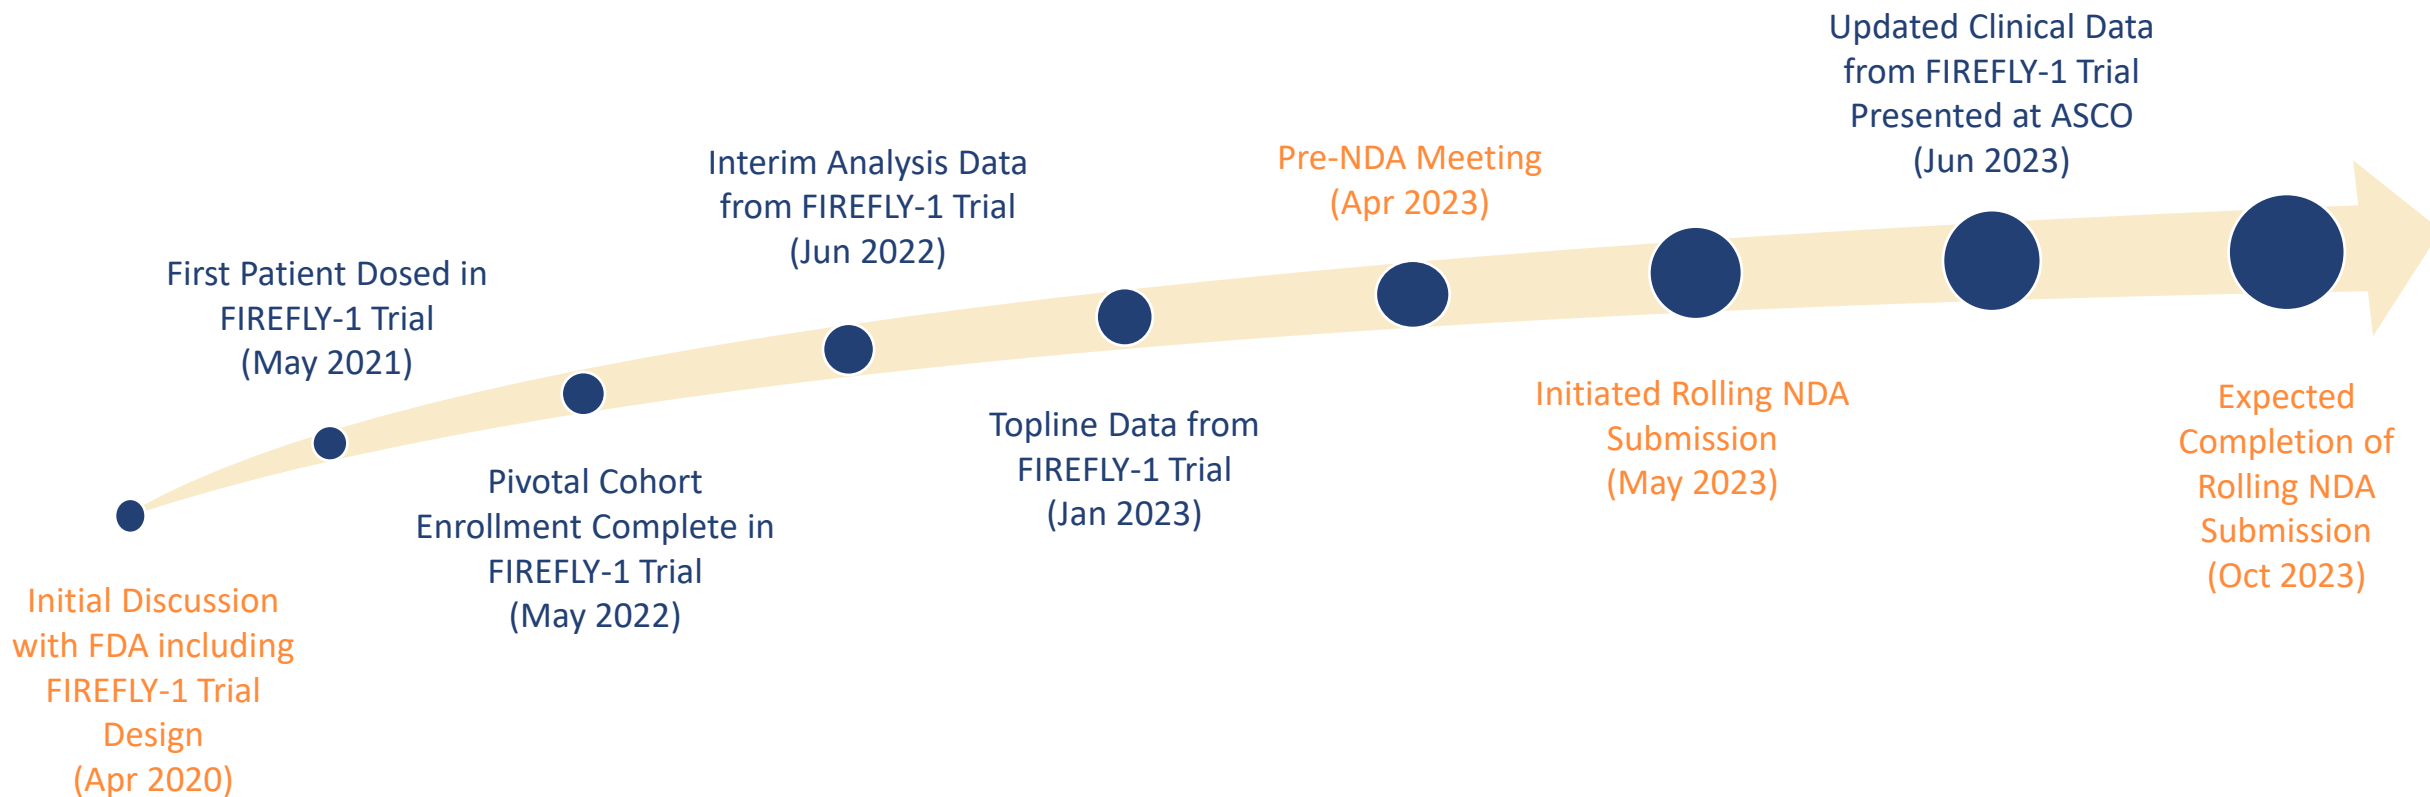 Initial Discussion
with FDA including
FIREFLY-1 Trial
Design
(Apr 2020)
First Patient Dosed in
FIREFLY-1 Trial
(May 2021)
Pivotal Cohort
Enrollment Complete in
FIREFLY-1 Trial
(May 2022)
Interim Analysis Data
from FIREFLY-1 Trial
(Jun 2022)
Topline Data from
FIREFLY-1 Trial
(Jan 2023)
Pre-NDA Meeting
(Apr 2023)
Initiated Rolling NDA
Submission
(May 2023)
Updated Clinical Data
from FIREFLY-1 Trial
Presented at ASCO
(Jun 2023)
Expected
Completion of
Rolling NDA
Submission
(Oct 2023)